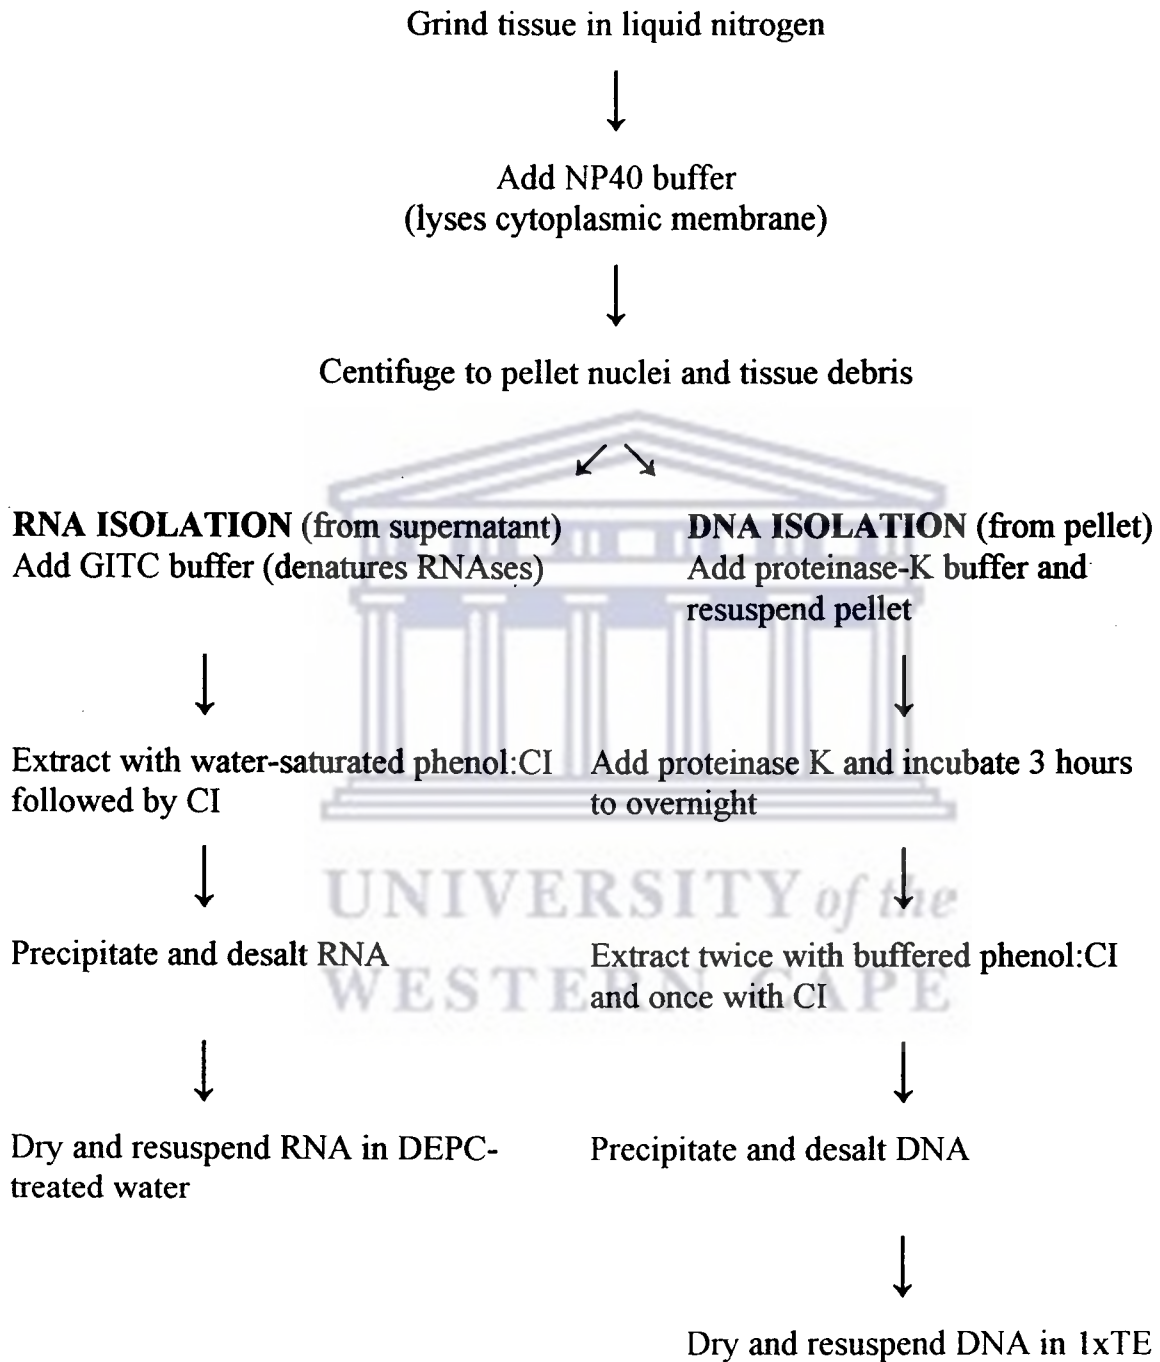 Grind tissue in liquid nitrogen
Add NP40 buffer
(lyses cytoplasmic membrane)
Centifuge to pellet nuclei and tissue debris
RNA ISOLATION (from supernatant)
Add GITC buffer (denatures RNAses)
DNA ISOLATION (from pellet)
Add proteinase-K buffer and
resuspend pellet
Extract with water-saturated phenol:CI
followed by CI
Add proteinase K and incubate 3 hours
to overnight
UNIVERSITY of the
Precipitate and desalt RNA
Extract twice with buffered phenol:CI
and once with CI
WESTERN CAPE
Dry and resuspend RNA in DEPC-
treated water
Precipitate and desalt DNA
Dry and resuspend DNA in 1xTE